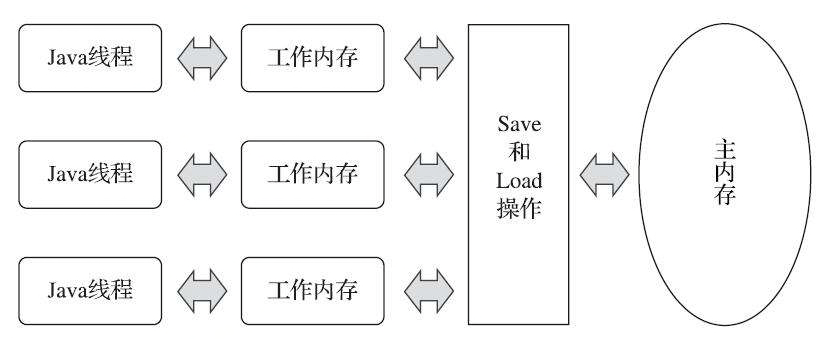 Java线程
工作内存
Java线程
工作内存
Java线程
工作内存
Save
和
Load
操作
主
内
存